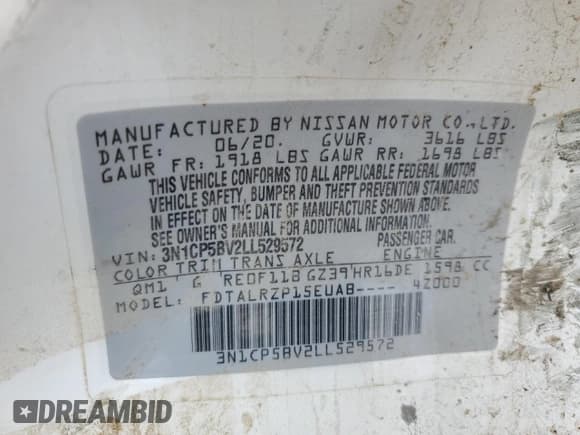 MANUFACTURED BY NISSAN MOTOR CO.,LTD.
DATE: 06/20. GVWR: 3616 LBS
GAWR FR: 1918 LBS GAWR RR: 1698 LBS
THIS VEHICLE CONFORMS TO ALL APPLICABLE FEDERAL MOTOR
VEHICLE SAFETY, BUMPER AND THEFT PREVENTION STANDARDS
IN EFFECT ON THE DATE OF MANUFACTURE SHOWN ABOVE.
SEE OWNER'S MANUAL FOR ADDITIONAL INFORMATION.
VIN: 3N1CP5BV2LL529572 PASSENGER CAR.
COLOR TRIM TRANS AXLE ENGINE
QM1 G RE0F11B GZ39 HR16DE 1598 CC
MODEL: FDTALRZP15EUAB---- 4Z000
3N1CP5BV2LL529572
DREAMBID